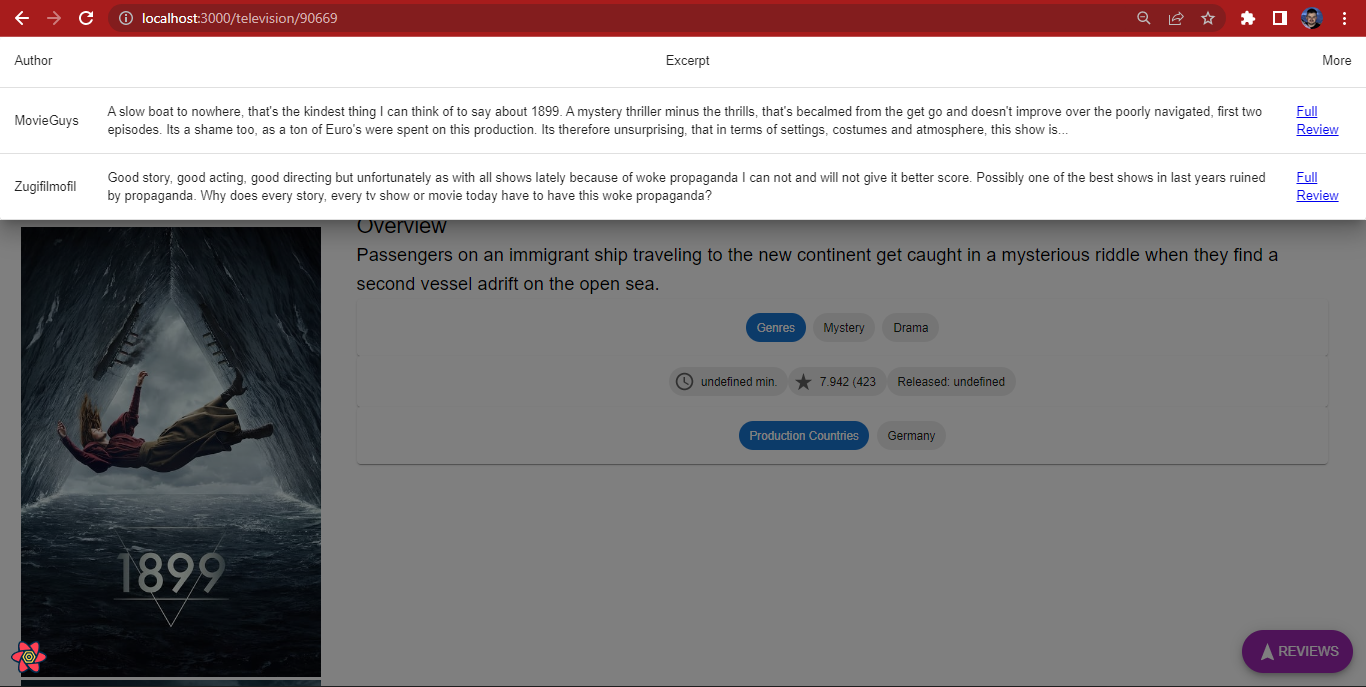 localhost:3000/television/90669
Author Excerpt More
MovieGuys
A slow boat to nowhere, that's the kindest thing I can think of to say about 1899. A mystery thriller minus the thrills, that's becalmed from the get go and doesn't improve over the poorly navigated, first two
episodes. Its a shame too, as a ton of Euro's were spent on this production. Its therefore unsurprising, that in terms of settings, costumes and atmosphere, this show is...
Full
Review
Zugifilmofil
Good story, good acting, good directing but unfortunately as with all shows lately because of woke propaganda I can not and will not give it better score. Possibly one of the best shows in last years ruined
by propaganda. Why does every story, every tv show or movie today have to have this woke propaganda?
Full
Review
Overview
Passengers on an immigrant ship traveling to the new continent get caught in a mysterious riddle when they find a
second vessel adrift on the open sea.
Genres Mystery Drama
undefined min. 7.942 (423 Released: undefined
Production Countries Germany
1899
REVIEWS